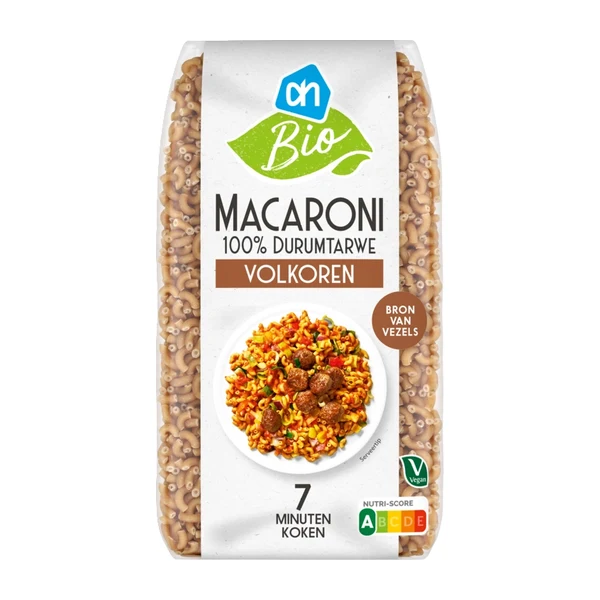 ah
Bio
MACARONI
100% DURUMTARWE
VOLKOREN
BRON
VAN
VEZELS
Serveertip
7
MINUTEN
KOKEN
V
Vegan
NUTRI-SCORE
A B C D E